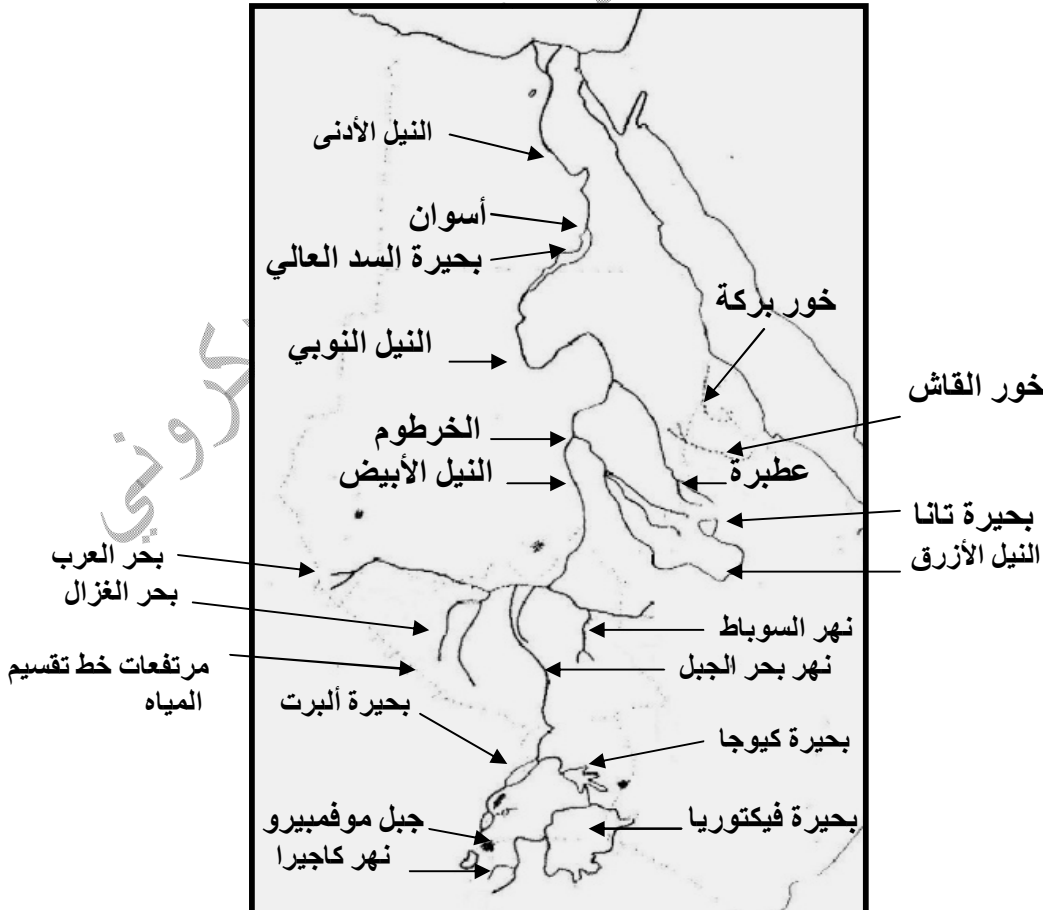 النيل الأدنى
أسوان
بحيرة السد العالي
خور بركة
النيل النوبي
خور القاش
الخرطوم
النيل الأبيض
عطبرة
بحيرة تانا
النيل الأزرق
بحر العرب
بحر الغزال
نهر السوباط
نهر بحر الجبل
مرتفعات خط تقسيم
المياه
بحيرة ألبرت
بحيرة كيوجا
جبل موفمبيرو
بحيرة فيكتوريا
نهر كاجيرا